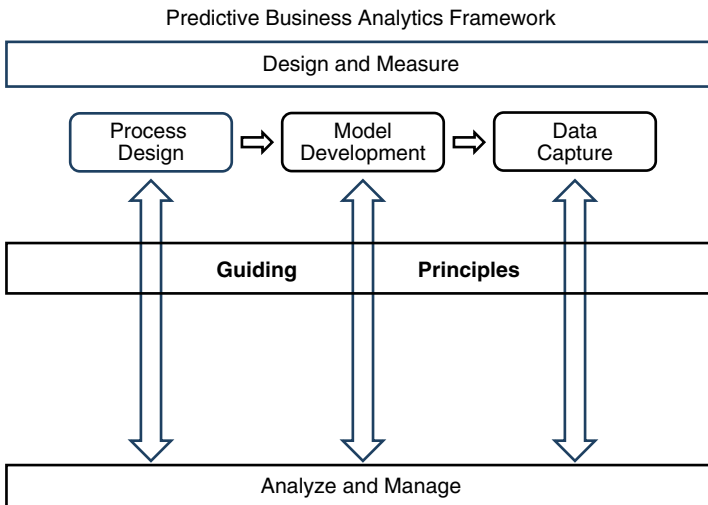 Predictive Business Analytics Framework
Design and Measure
Process
Design
Model
Development
Data
Capture
Guiding Principles
Analyze and Manage